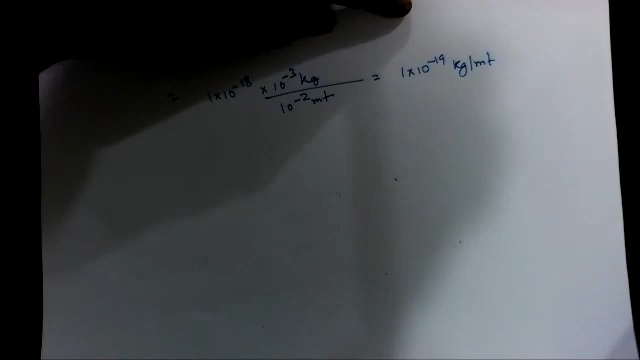 = 1×10⁻¹⁸ × 10⁻³ kg / 10⁻² mt = 1×10⁻¹⁹ kg/mt